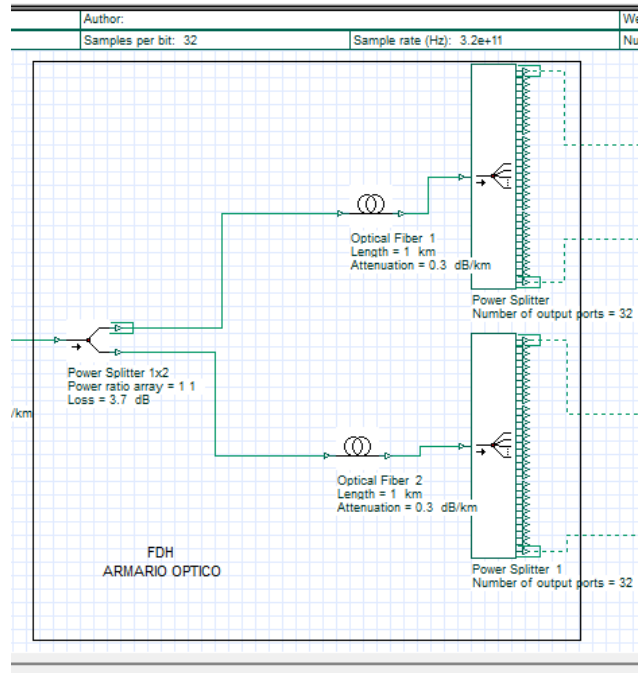 Author:
Samples per bit: 32
Sample rate (Hz): 3.2e+11
Optical Fiber 1
Length = 1 km
Attenuation = 0.3 dB/km
Power Splitter
Number of output ports = 32
Power Splitter 1x2
Power ratio array = 1 1
Loss = 3.7 dB
/km
Optical Fiber 2
Length = 1 km
Attenuation = 0.3 dB/km
FDH
ARMARIO OPTICO
Power Splitter 1
Number of output ports = 32